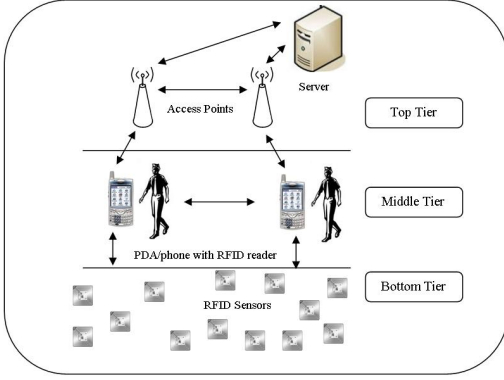 Server
Access Points
Top Tier
Middle Tier
PDA/phone with RFID reader
Bottom Tier
RFID Sensors